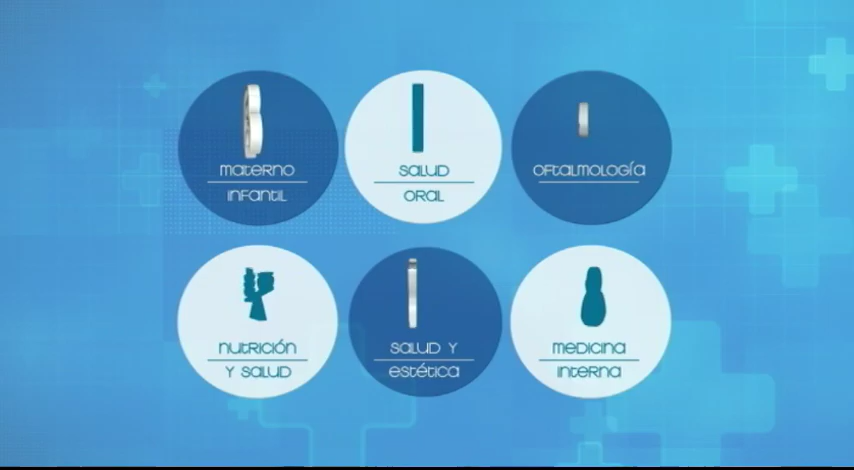 materno
infantil
salud
oral
oftalmología
nutrición
y salud
salud y
estética
medicina
interna